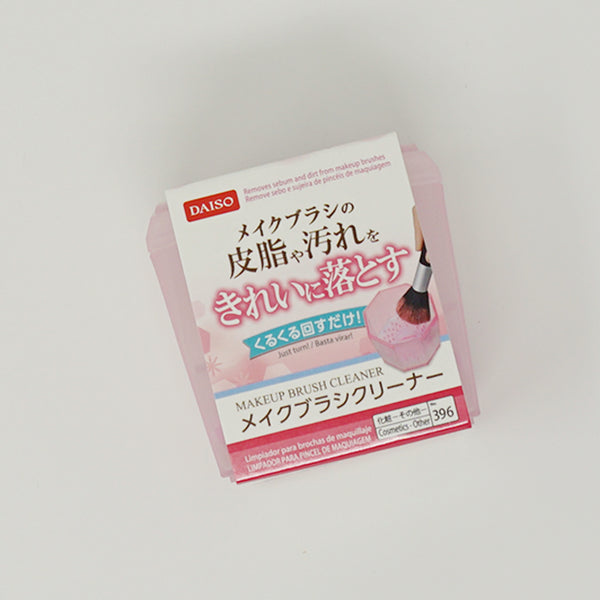 DAISO
Removes sebum and dirt from makeup brushes
Remove sebo e sujeira de pincéis de maquiagem
メイクブラシの
皮脂や汚れを
きれいに落とす
くるくる回すだけ!
Just turn! / Basta virar!
MAKEUP BRUSH CLEANER
メイクブラシクリーナー
化粧－その他－
Cosmetics・Other
No. 396
Limpiador para brochas de maquillaje
LIMPADOR PARA PINCEL DE MAQUIAGEM